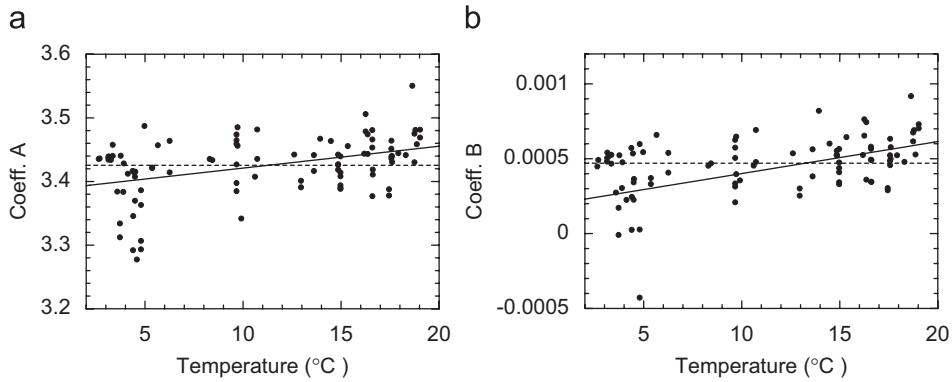 a
3.6
3.5
3.4
3.3
3.2
Coeff. A
5
10
15
20
Temperature (°C )
b
0.001
0.0005
0
-0.0005
Coeff. B
5
10
15
20
Temperature (°C )